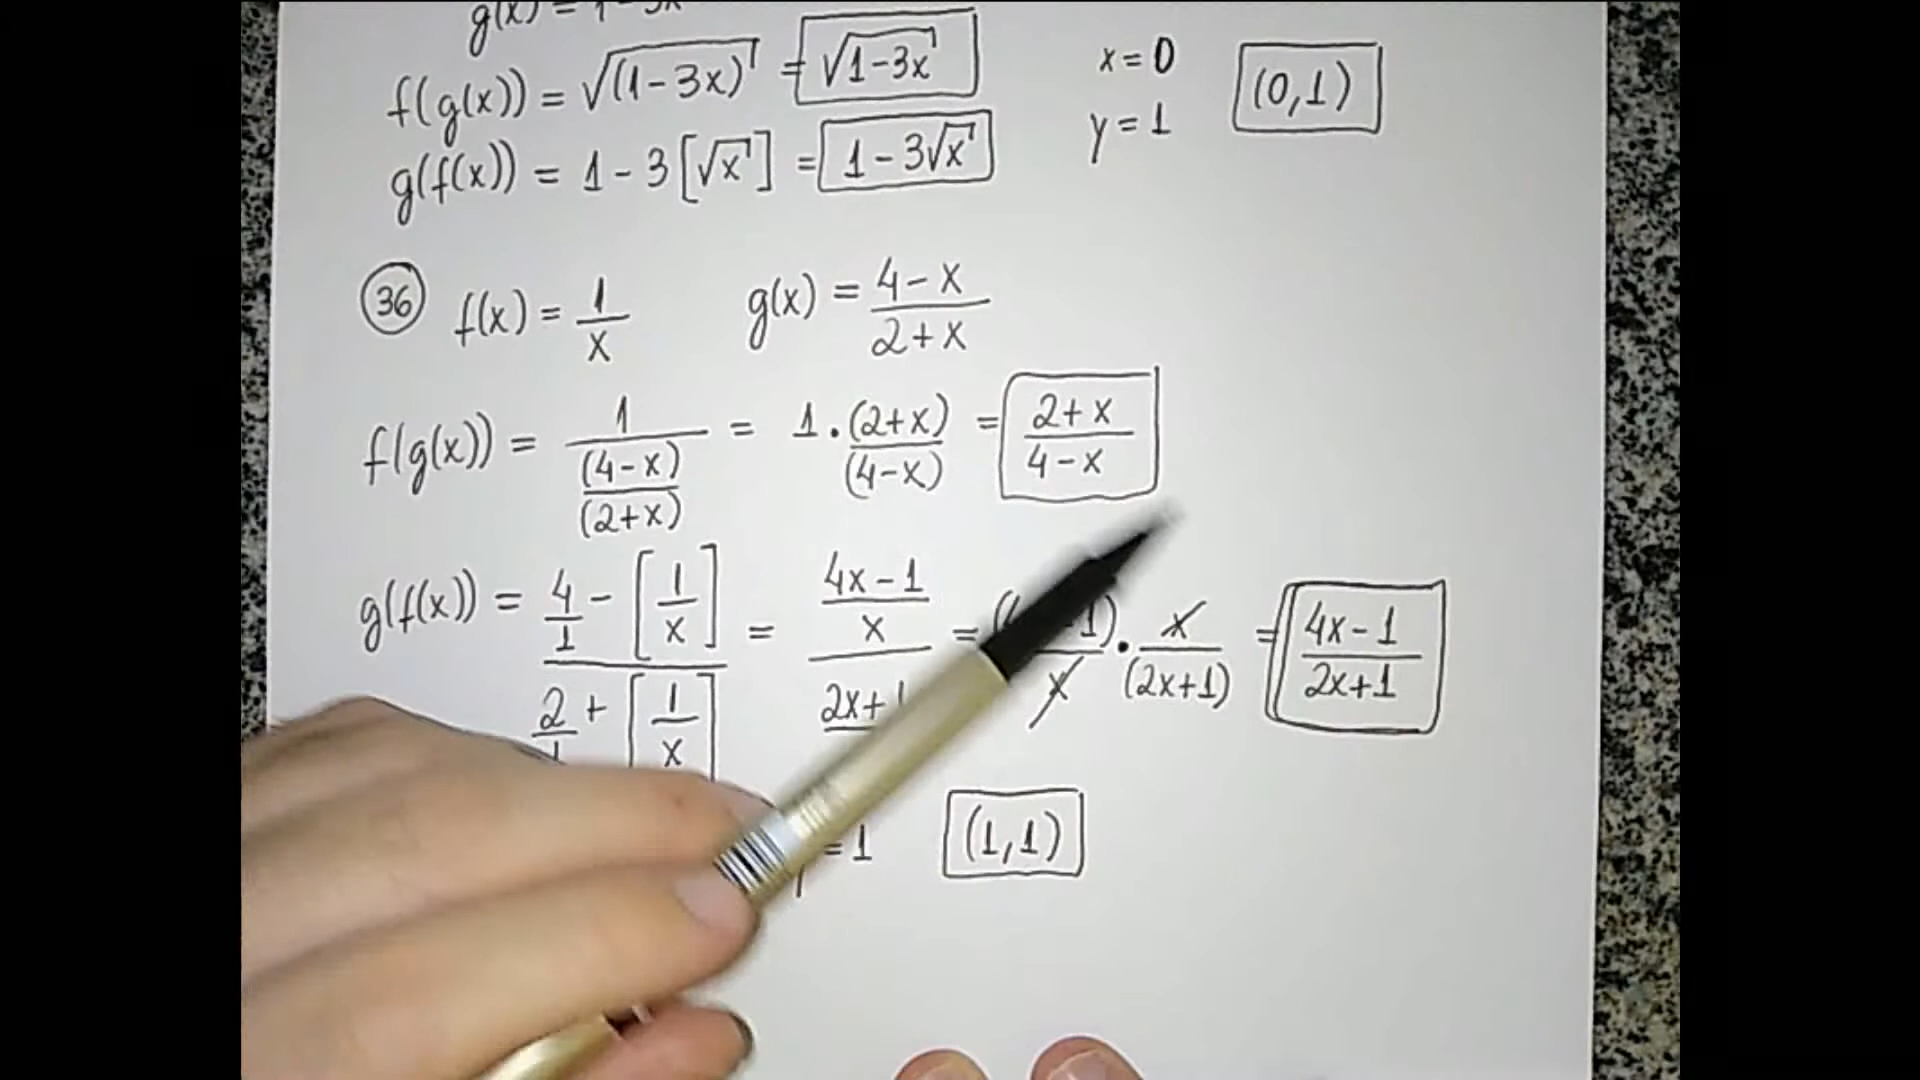 f(g(x)) = √(1-3x) = √1-3x
x = 0
(0,1)
y = 1
g(f(x)) = 1 - 3[√x] = 1 - 3√x
36 f(x) = 1/x g(x) = 4-x/2+x
f(g(x)) = 1/(4-x)/(2+x) = 1·(2+x)/(4-x) = 2+x/4-x
g(f(x)) = 4/1 - [1/x] / 2/1 + [1/x] = 4x-1/x / 2x+1 = · x/(2x+1) = 4x-1/2x+1
=1 (1,1)